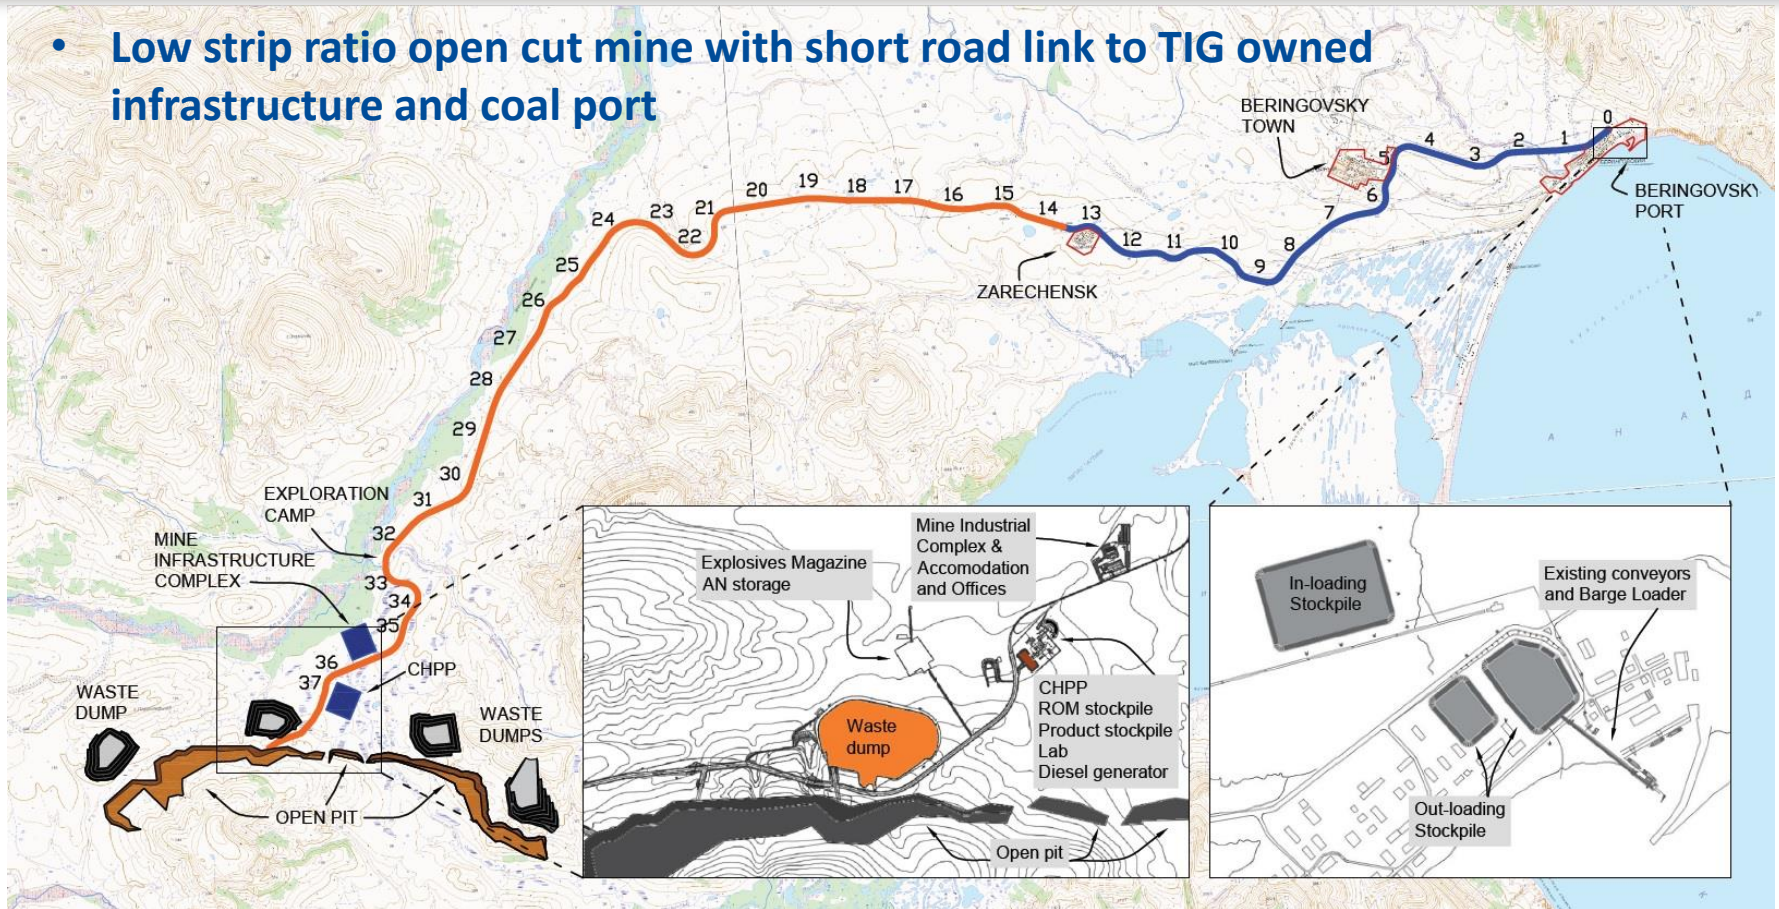 • Low strip ratio open cut mine with short road link to TIG owned
infrastructure and coal port
BERINGOVSKY
TOWN
0
1
2
3
4
5
6
7
8
9
10
11
12
13
14
15
16
17
18
19
20
21
22
23
24
25
26
27
28
29
30
31
32
33
34
35
36
37
BERINGOVSKY
PORT
ZARECHENSK
EXPLORATION
CAMP
MINE
INFRASTRUCTURE
COMPLEX
CHPP
WASTE
DUMP
WASTE
DUMPS
OPEN PIT
Explosives Magazine
AN storage
Mine Industrial
Complex &
Accomodation
and Offices
CHPP
ROM stockpile
Product stockpile
Lab
Diesel generator
Waste
dump
Open pit
In-loading
Stockpile
Existing conveyors
and Barge Loader
Out-loading
Stockpile